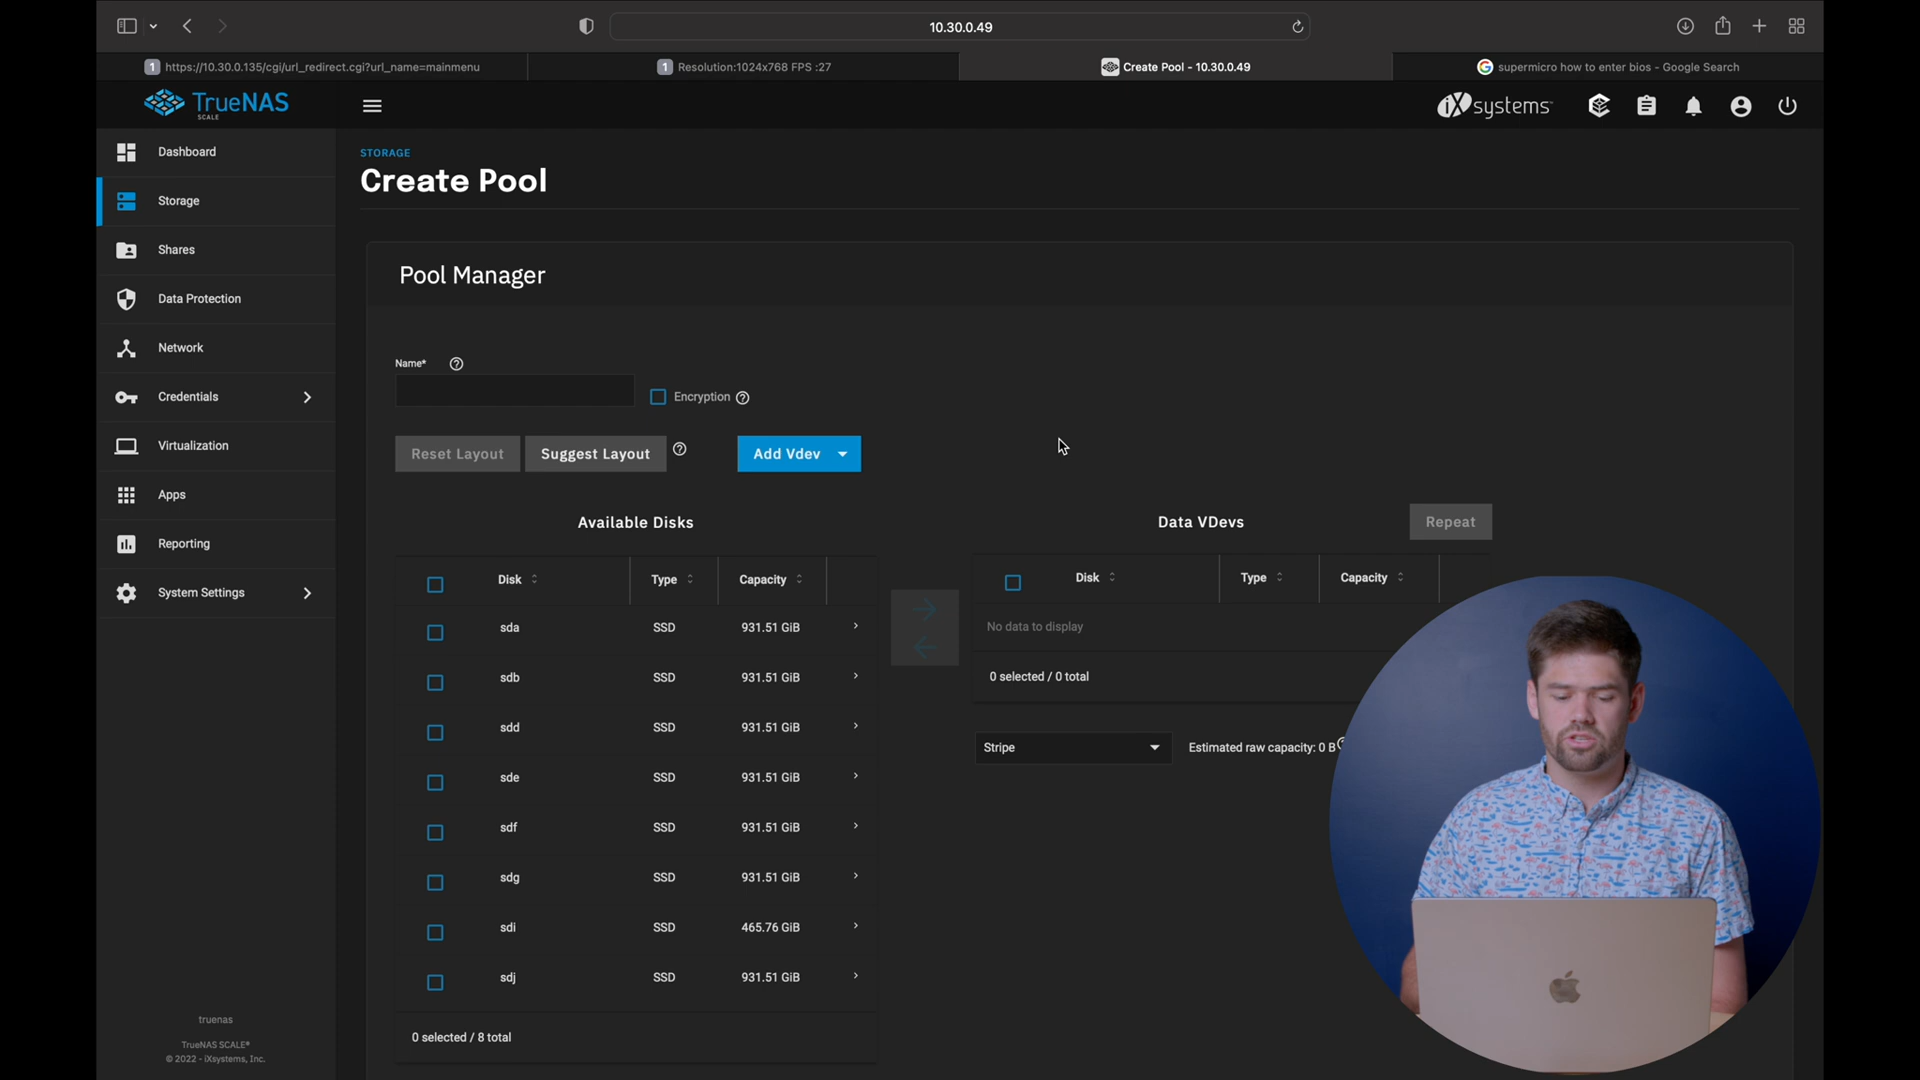 10.30.0.49
1 https://10.30.0.135/cgi/url_redirect.cgi?url_name=mainmenu
1 Resolution:1024x768 FPS :27
Create Pool - 10.30.0.49
G supermicro how to enter bios - Google Search
TrueNAS
SCALE
iXsystems
Dashboard
Storage
Shares
Data Protection
Network
Credentials
Virtualization
Apps
Reporting
System Settings
truenas
TrueNAS SCALE®
© 2022 - iXsystems, Inc.
STORAGE
Create Pool
Pool Manager
Name* ?
Encryption ?
Reset Layout
Suggest Layout ?
Add Vdev
Available Disks
Disk Type Capacity
sda SSD 931.51 GiB
sdb SSD 931.51 GiB
sdd SSD 931.51 GiB
sde SSD 931.51 GiB
sdf SSD 931.51 GiB
sdg SSD 931.51 GiB
sdi SSD 465.76 GiB
sdj SSD 931.51 GiB
0 selected / 8 total
Data VDevs
Repeat
Disk Type Capacity
No data to display
0 selected / 0 total
Stripe
Estimated raw capacity: 0 B